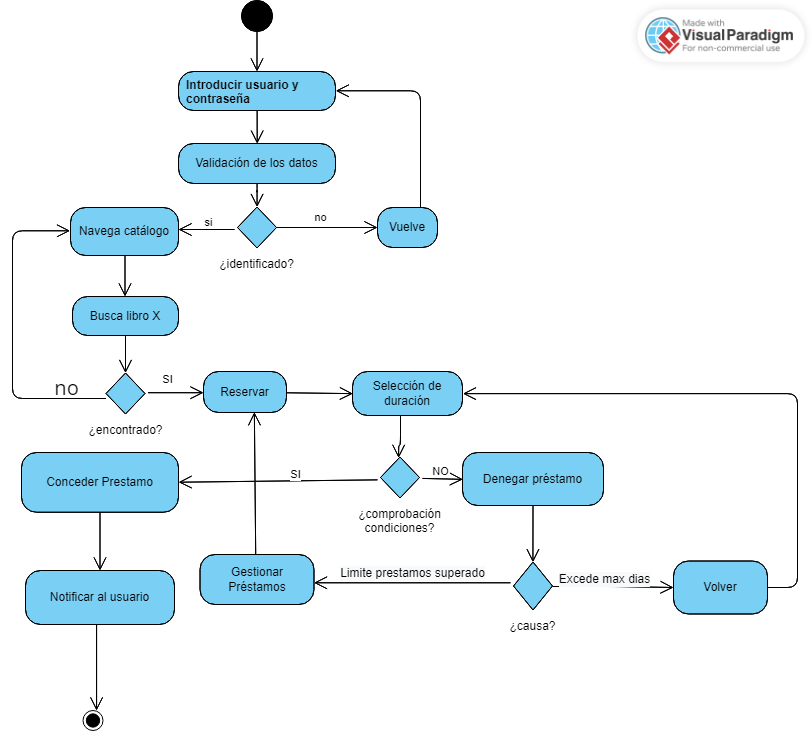 Made with
VisualParadigm
For non-commercial use
Introducir usuario y
contraseña
Validación de los datos
Navega catálogo
si
no
Vuelve
¿identificado?
Busca libro X
no
SI
Reservar
Selección de
duración
¿encontrado?
Conceder Prestamo
SI
NO
Denegar préstamo
¿comprobación
condiciones?
Gestionar
Préstamos
Limite prestamos superado
Excede max dias
Volver
Notificar al usuario
¿causa?